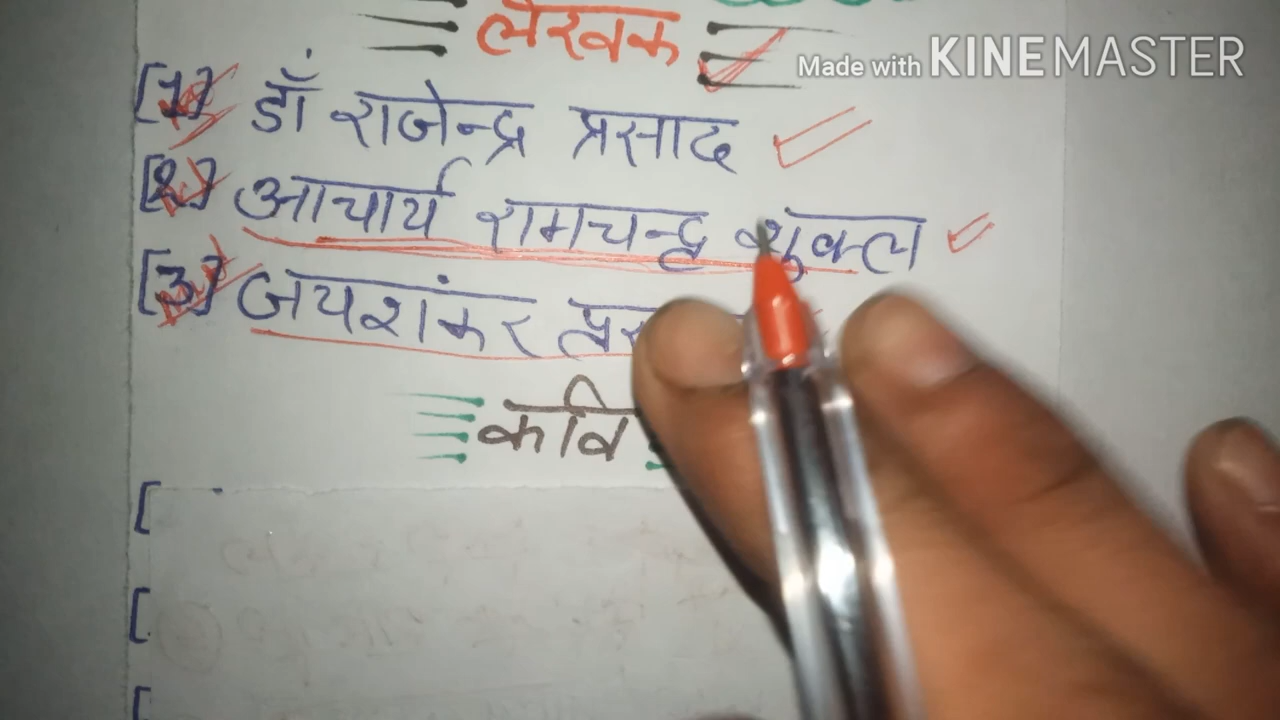 लेखक
Made with KINEMASTER
[1] डॉ राजेन्द्र प्रसाद
[2] आचार्य रामचन्द्र शुक्ल
[3] जयशंकर
कवि
[
[
[